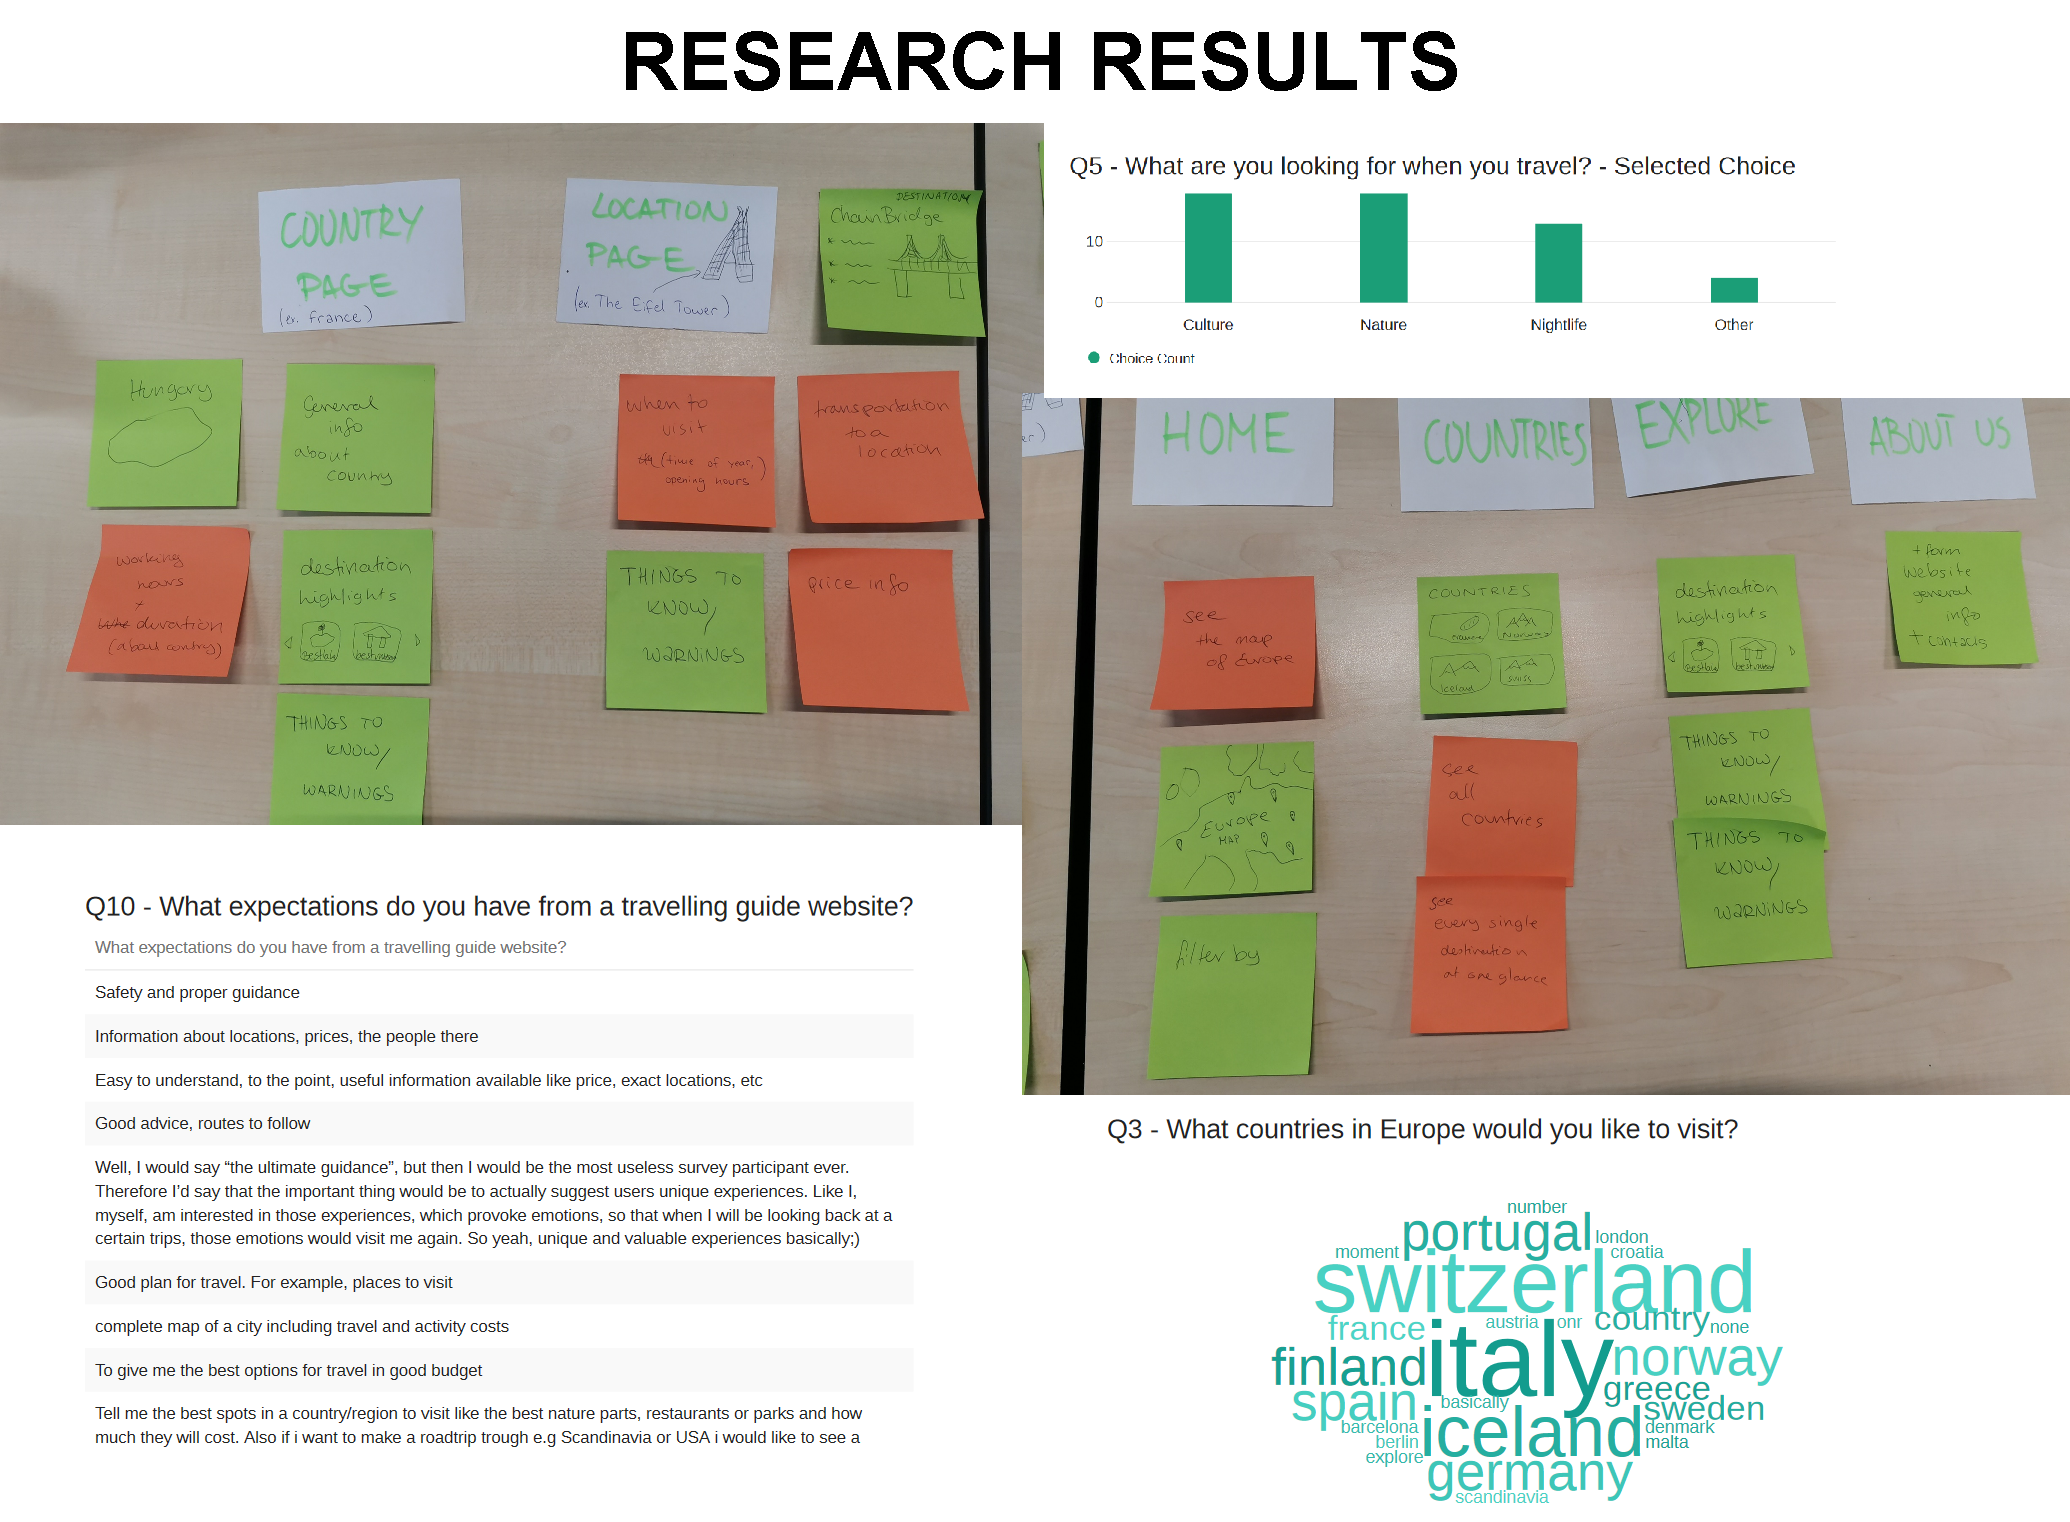 RESEARCH RESULTS
COUNTRY
PAGE
(ex. France)
LOCATION
PAGE
(ex. The Eifel Tower)
DESTINATION
ChainBridge
Hungary
General
info
about
country
when to
visit
(time of year,
opening hours)
transportation
to a
location
working
hours
+
duration
(about country)
destination
highlights
THINGS TO
KNOW/
WARNINGS
price info
THINGS TO
KNOW/
WARNINGS
Q5 - What are you looking for when you travel? - Selected Choice
10
0
Culture
Nature
Nightlife
Other
Choice Count
HOME
COUNTRIES
EXPLORE
ABOUT US
see
the map
of Europe
COUNTRIES
Norway
Iceland
swiss
destination
highlights
+ form
website
general
info
+ contacts
EUROPE
MAP
see
all
countries
THINGS TO
KNOW/
WARNINGS
THINGS TO
KNOW/
WARNINGS
filter by
see
every single
destination
at one glance
Q10 - What expectations do you have from a travelling guide website?
What expectations do you have from a travelling guide website?
Safety and proper guidance
Information about locations, prices, the people there
Easy to understand, to the point, useful information available like price, exact locations, etc
Good advice, routes to follow
Well, I would say “the ultimate guidance”, but then I would be the most useless survey participant ever.
Therefore I’d say that the important thing would be to actually suggest users unique experiences. Like I,
myself, am interested in those experiences, which provoke emotions, so that when I will be looking back at a
certain trips, those emotions would visit me again. So yeah, unique and valuable experiences basically;)
Good plan for travel. For example, places to visit
complete map of a city including travel and activity costs
To give me the best options for travel in good budget
Tell me the best spots in a country/region to visit like the best nature parts, restaurants or parks and how
much they will cost. Also if i want to make a roadtrip trough e.g Scandinavia or USA i would like to see a
Q3 - What countries in Europe would you like to visit?
number
portugal
london
moment
croatia
switzerland
france
austria
onr
country
none
italy
finland
norway
spain
basically
greece
sweden
barcelona
iceland
denmark
berlin
malta
explore
germany
scandinavia